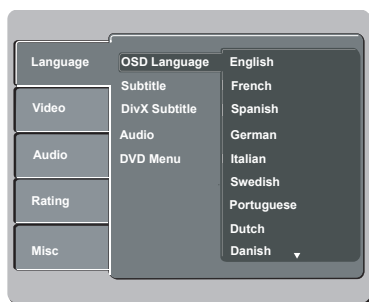 Language
Video
Audio
Rating
Misc
OSD Language
Subtitle
DivX Subtitle
Audio
DVD Menu
English
French
Spanish
German
Italian
Swedish
Portuguese
Dutch
Danish